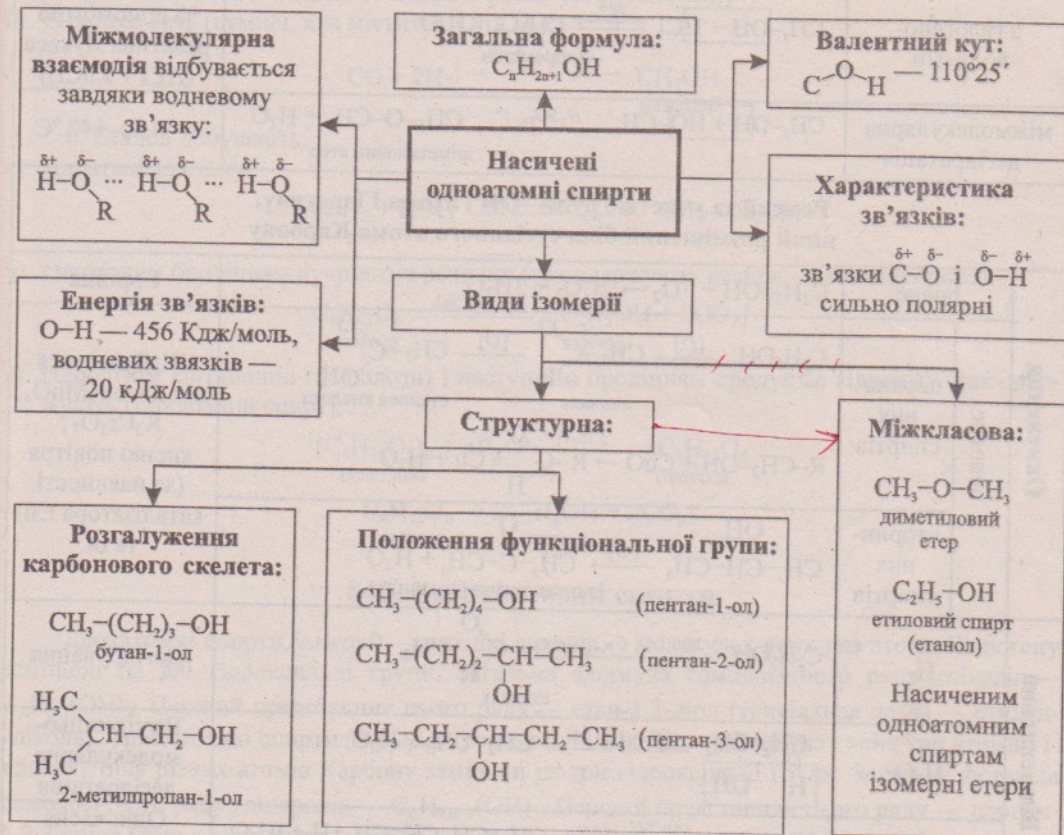 Міжмолекулярна
взаємодія відбувається
завдяки водневому
зв'язку:
δ+ δ− δ+ δ− δ+ δ−
H−O ··· H−O ··· H−O
R R R
Загальна формула:
CₙH₂ₙ₊₁OH
Валентний кут:
C O H — 110°25′
Насичені
одноатомні спирти
Характеристика
зв'язків:
δ+ δ− δ− δ+
зв'язки C−O і O−H
сильно полярні
Енергія зв'язків:
O−H — 456 Кдж/моль,
водневих звязків —
20 кДж/моль
Види ізомерії
Структурна:
Міжкласова:
CH₃−O−CH₃
диметиловий
етер
C₂H₅−OH
етиловий спирт
(етанол)
Насиченим
одноатомним
спиртам
ізомерні етери
Розгалуження
карбонового скелета:
CH₃−(CH₂)₃−OH
бутан-1-ол
H₃C
CH−CH₂−OH
H₃C
2-метилпропан-1-ол
Положення функціональної групи:
CH₃−(CH₂)₄−OH (пентан-1-ол)
CH₃−(CH₂)₂−CH−CH₃ (пентан-2-ол)
OH
CH₃−CH₂−CH−CH₂−CH₃ (пентан-3-ол)
OH